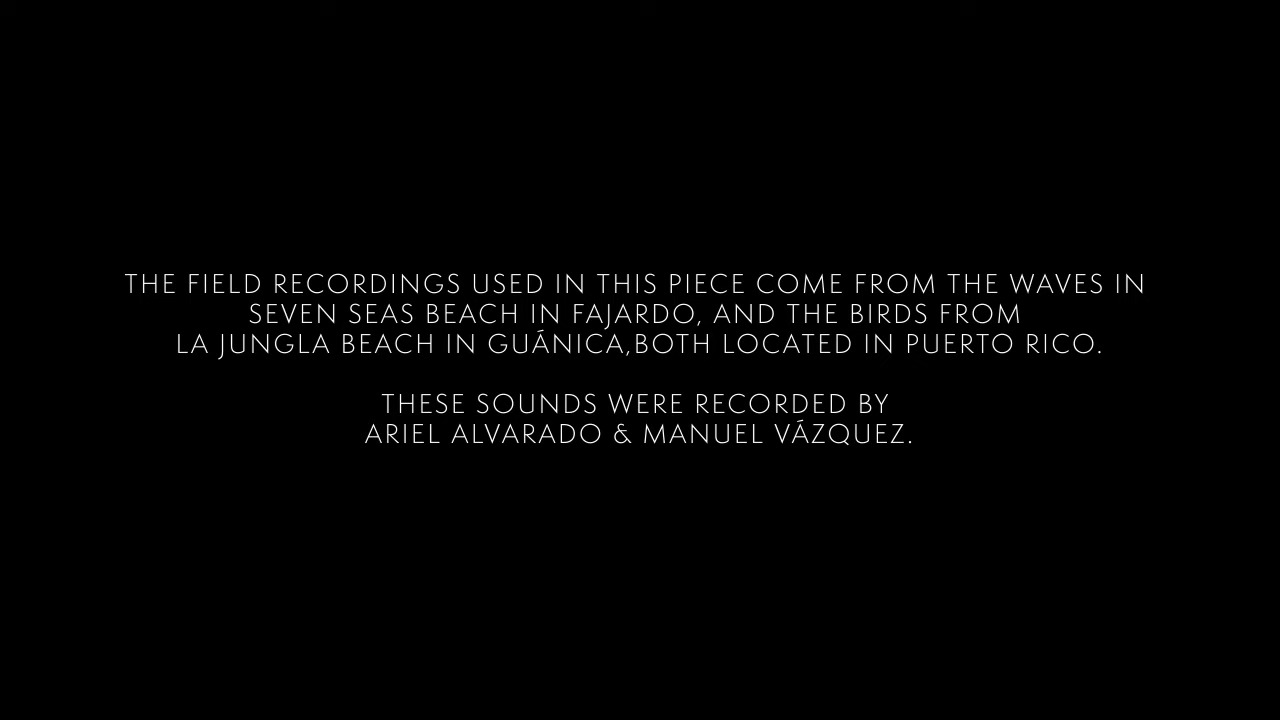 THE FIELD RECORDINGS USED IN THIS PIECE COME FROM THE WAVES IN
SEVEN SEAS BEACH IN FAJARDO, AND THE BIRDS FROM
LA JUNGLA BEACH IN GUÁNICA,BOTH LOCATED IN PUERTO RICO.
THESE SOUNDS WERE RECORDED BY
ARIEL ALVARADO & MANUEL VÁZQUEZ.